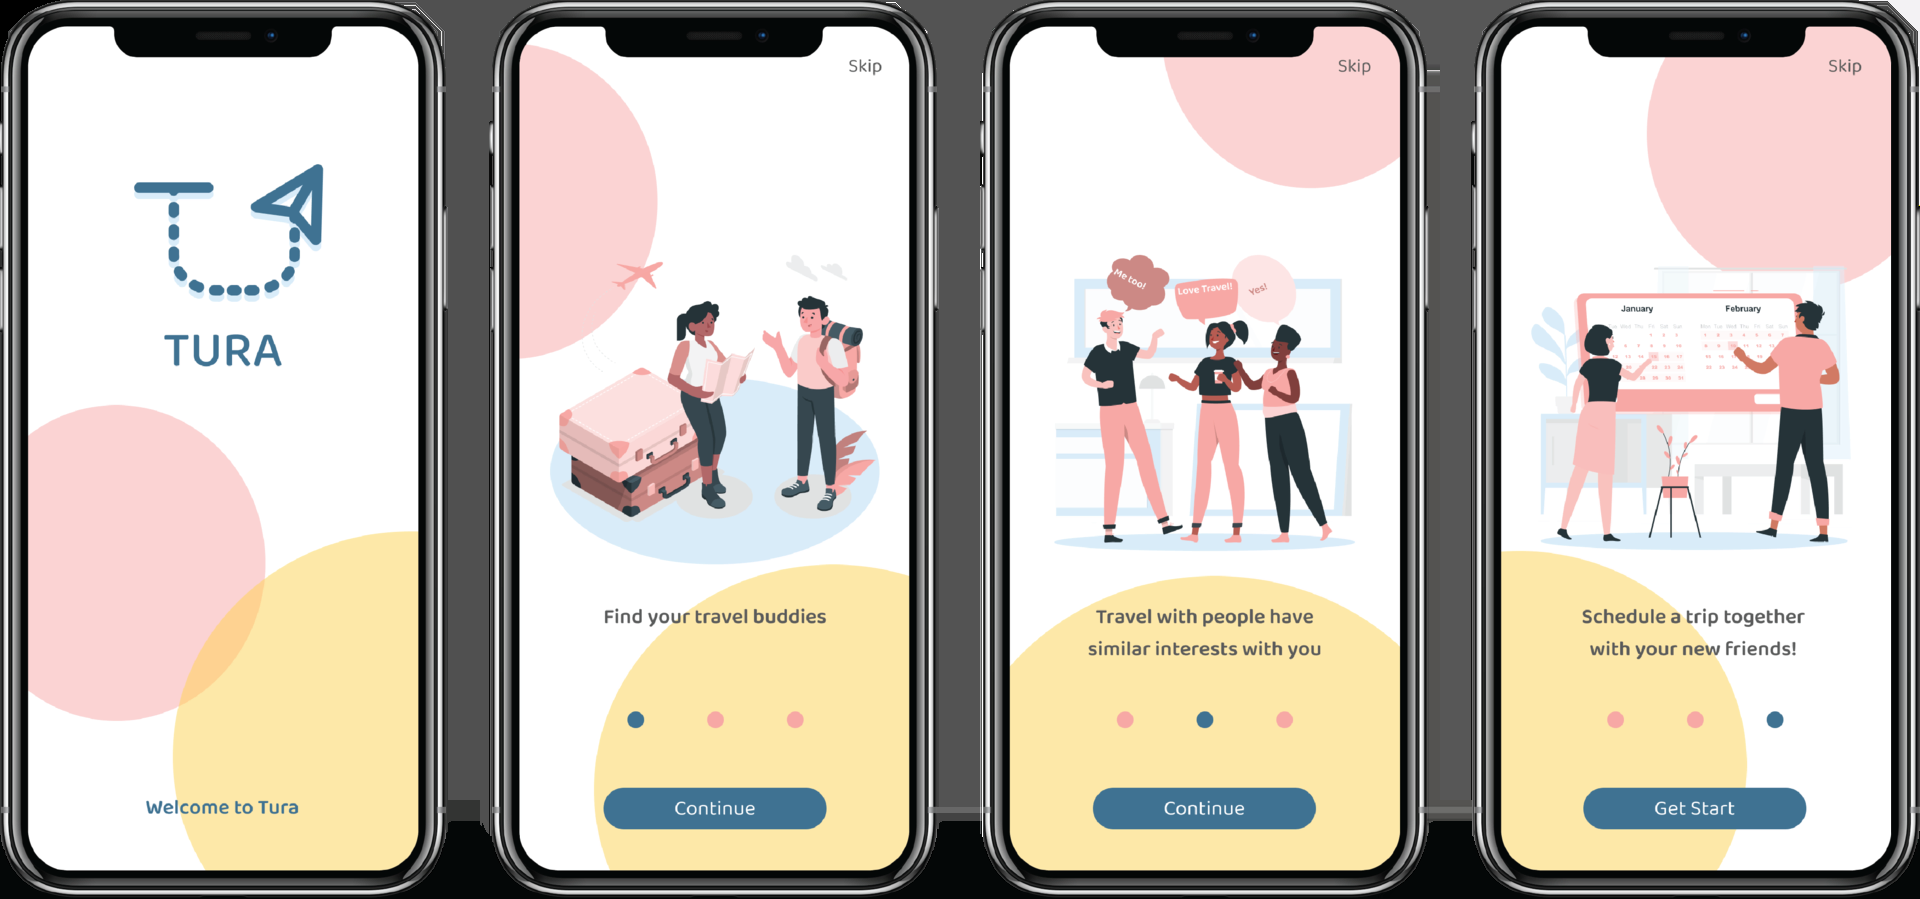 TURA
Welcome to Tura
Skip
Find your travel buddies
Continue
Skip
Me too!
Love Travel!
Yes!
Travel with people have
similar interests with you
Continue
Skip
January
February
Schedule a trip together
with your new friends!
Get Start